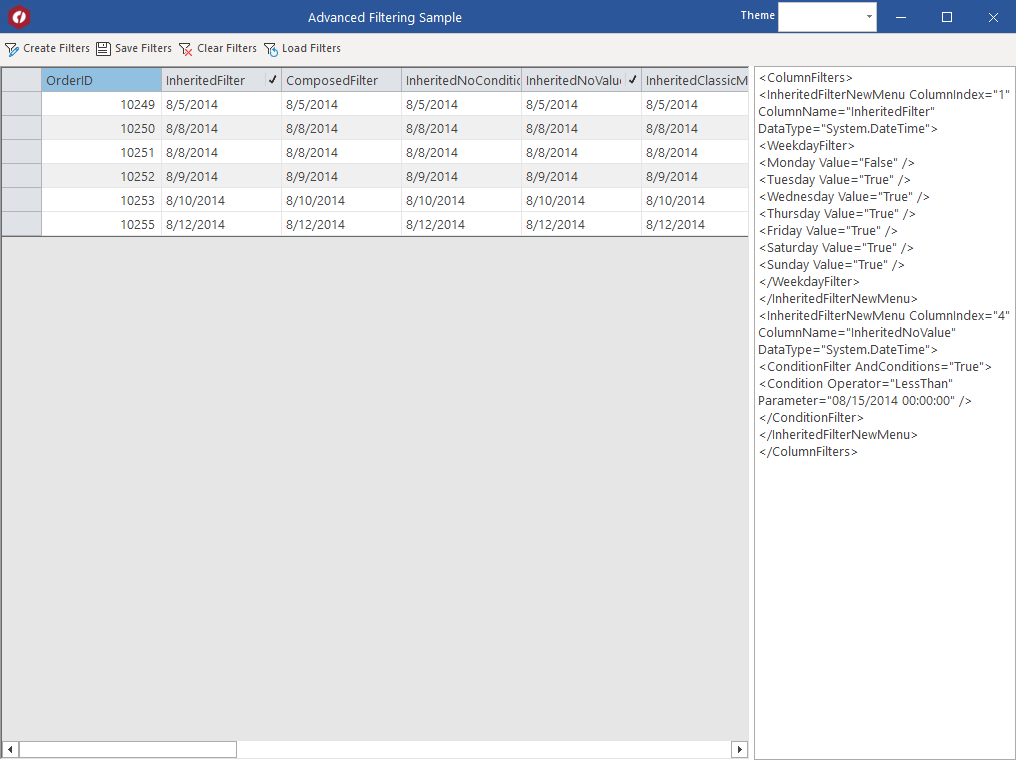 Advanced Filtering Sample
Theme
Create Filters Save Filters Clear Filters Load Filters
OrderID InheritedFilter ComposedFilter InheritedNoConditic InheritedNoValu InheritedClassicM
10249 8/5/2014 8/5/2014 8/5/2014 8/5/2014 8/5/2014
10250 8/8/2014 8/8/2014 8/8/2014 8/8/2014 8/8/2014
10251 8/8/2014 8/8/2014 8/8/2014 8/8/2014 8/8/2014
10252 8/9/2014 8/9/2014 8/9/2014 8/9/2014 8/9/2014
10253 8/10/2014 8/10/2014 8/10/2014 8/10/2014 8/10/2014
10255 8/12/2014 8/12/2014 8/12/2014 8/12/2014 8/12/2014
<ColumnFilters>
<InheritedFilterNewMenu ColumnIndex="1"
ColumnName="InheritedFilter"
DataType="System.DateTime">
<WeekdayFilter>
<Monday Value="False" />
<Tuesday Value="True" />
<Wednesday Value="True" />
<Thursday Value="True" />
<Friday Value="True" />
<Saturday Value="True" />
<Sunday Value="True" />
</WeekdayFilter>
</InheritedFilterNewMenu>
<InheritedFilterNewMenu ColumnIndex="4"
ColumnName="InheritedNoValue"
DataType="System.DateTime">
<ConditionFilter AndConditions="True">
<Condition Operator="LessThan"
Parameter="08/15/2014 00:00:00" />
</ConditionFilter>
</InheritedFilterNewMenu>
</ColumnFilters>